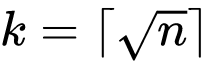 k = ⌈√n⌉